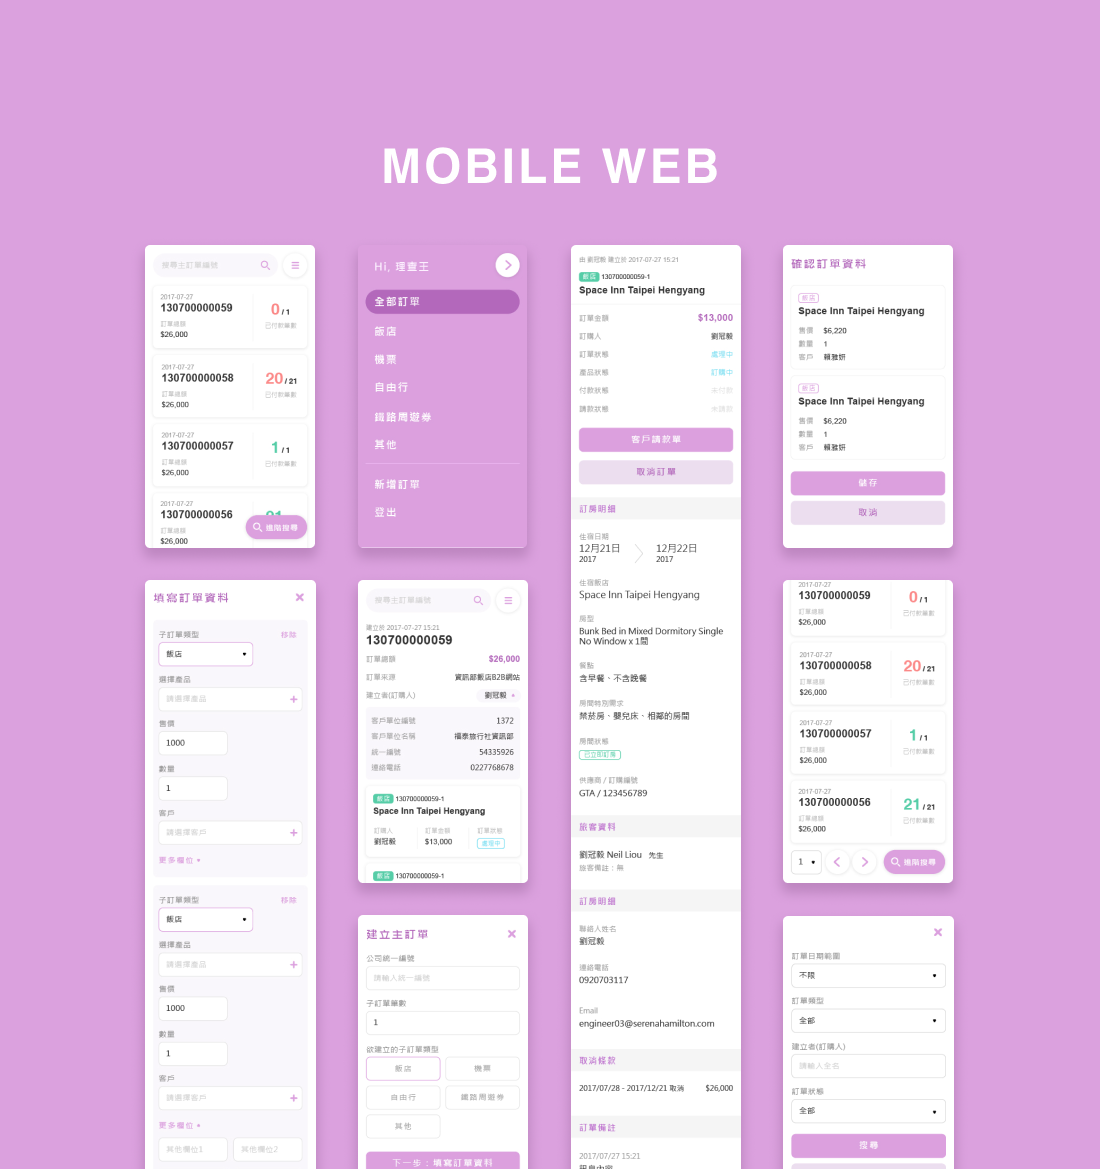 MOBILE WEB
搜尋主訂單編號
2017-07-27
130700000059
訂單總額
$26,000
0 / 1
已付款單數
2017-07-27
130700000058
訂單總額
$26,000
20 / 21
已付款單數
2017-07-27
130700000057
訂單總額
$26,000
1 / 1
已付款單數
2017-07-27
130700000056
訂單總額
$26,000
21
進階搜尋
Hi, 理查王
全部訂單
飯店
機票
自由行
鐵路周遊券
其他
新增訂單
登出
由 劉冠毅 建立於 2017-07-27 15:21
飯店 130700000059-1
Space Inn Taipei Hengyang
訂單金額 $13,000
訂購人 劉冠毅
訂單狀態 處理中
產品狀態 訂購中
付款狀態 未付款
請款狀態 未請款
客戶請款單
取消訂單
訂房明細
住宿日期
12月21日 12月22日
2017 2017
住宿飯店
Space Inn Taipei Hengyang
房型
Bunk Bed in Mixed Dormitory Single
No Window x 1間
餐點
含早餐、不含晚餐
房間特別需求
禁菸房、嬰兒床、相鄰的房間
房間狀態
已立即訂房
供應商 / 訂購編號
GTA / 123456789
旅客資料
劉冠毅 Neil Liou 先生
旅客備註：無
訂房明細
聯絡人姓名
劉冠毅
連絡電話
0920703117
Email
engineer03@serenahamilton.com
取消條款
2017/07/28 - 2017/12/21 取消 $26,000
訂單備註
2017/07/27 15:21
確認訂單資料
飯店
Space Inn Taipei Hengyang
售價 $6,220
數量 1
客戶 賴雅妍
飯店
Space Inn Taipei Hengyang
售價 $6,220
數量 1
客戶 賴雅妍
儲存
取消
填寫訂單資料
子訂單類型 移除
飯店
選擇產品
請選擇產品
售價
1000
數量
1
客戶
請選擇客戶
更多欄位
子訂單類型 移除
飯店
選擇產品
請選擇產品
售價
1000
數量
1
客戶
請選擇客戶
更多欄位
其他欄位1 其他欄位2
搜尋主訂單編號
建立於 2017-07-27 15:21
130700000059
訂單總額 $26,000
訂單來源 資訊部飯店B2B網站
建立者(訂購人) 劉冠毅
客戶單位編號 1372
客戶單位名稱 福泰旅行社資訊部
統一編號 54335926
連絡電話 0227768678
飯店 130700000059-1
Space Inn Taipei Hengyang
訂購人 訂單金額 訂單狀態
劉冠毅 $13,000 處理中
飯店 130700000059-1
建立主訂單
公司統一編號
請輸入統一編號
子訂單單數
1
欲建立的子訂單類型
飯店 機票
自由行 鐵路周遊券
其他
下一步：填寫訂單資料
2017-07-27
130700000059
訂單總額
$26,000
0 / 1
已付款單數
2017-07-27
130700000058
訂單總額
$26,000
20 / 21
已付款單數
2017-07-27
130700000057
訂單總額
$26,000
1 / 1
已付款單數
2017-07-27
130700000056
訂單總額
$26,000
21 / 21
已付款單數
1
進階搜尋
訂單日期範圍
不限
訂單類型
全部
建立者(訂購人)
請輸入全名
訂單狀態
全部
搜尋